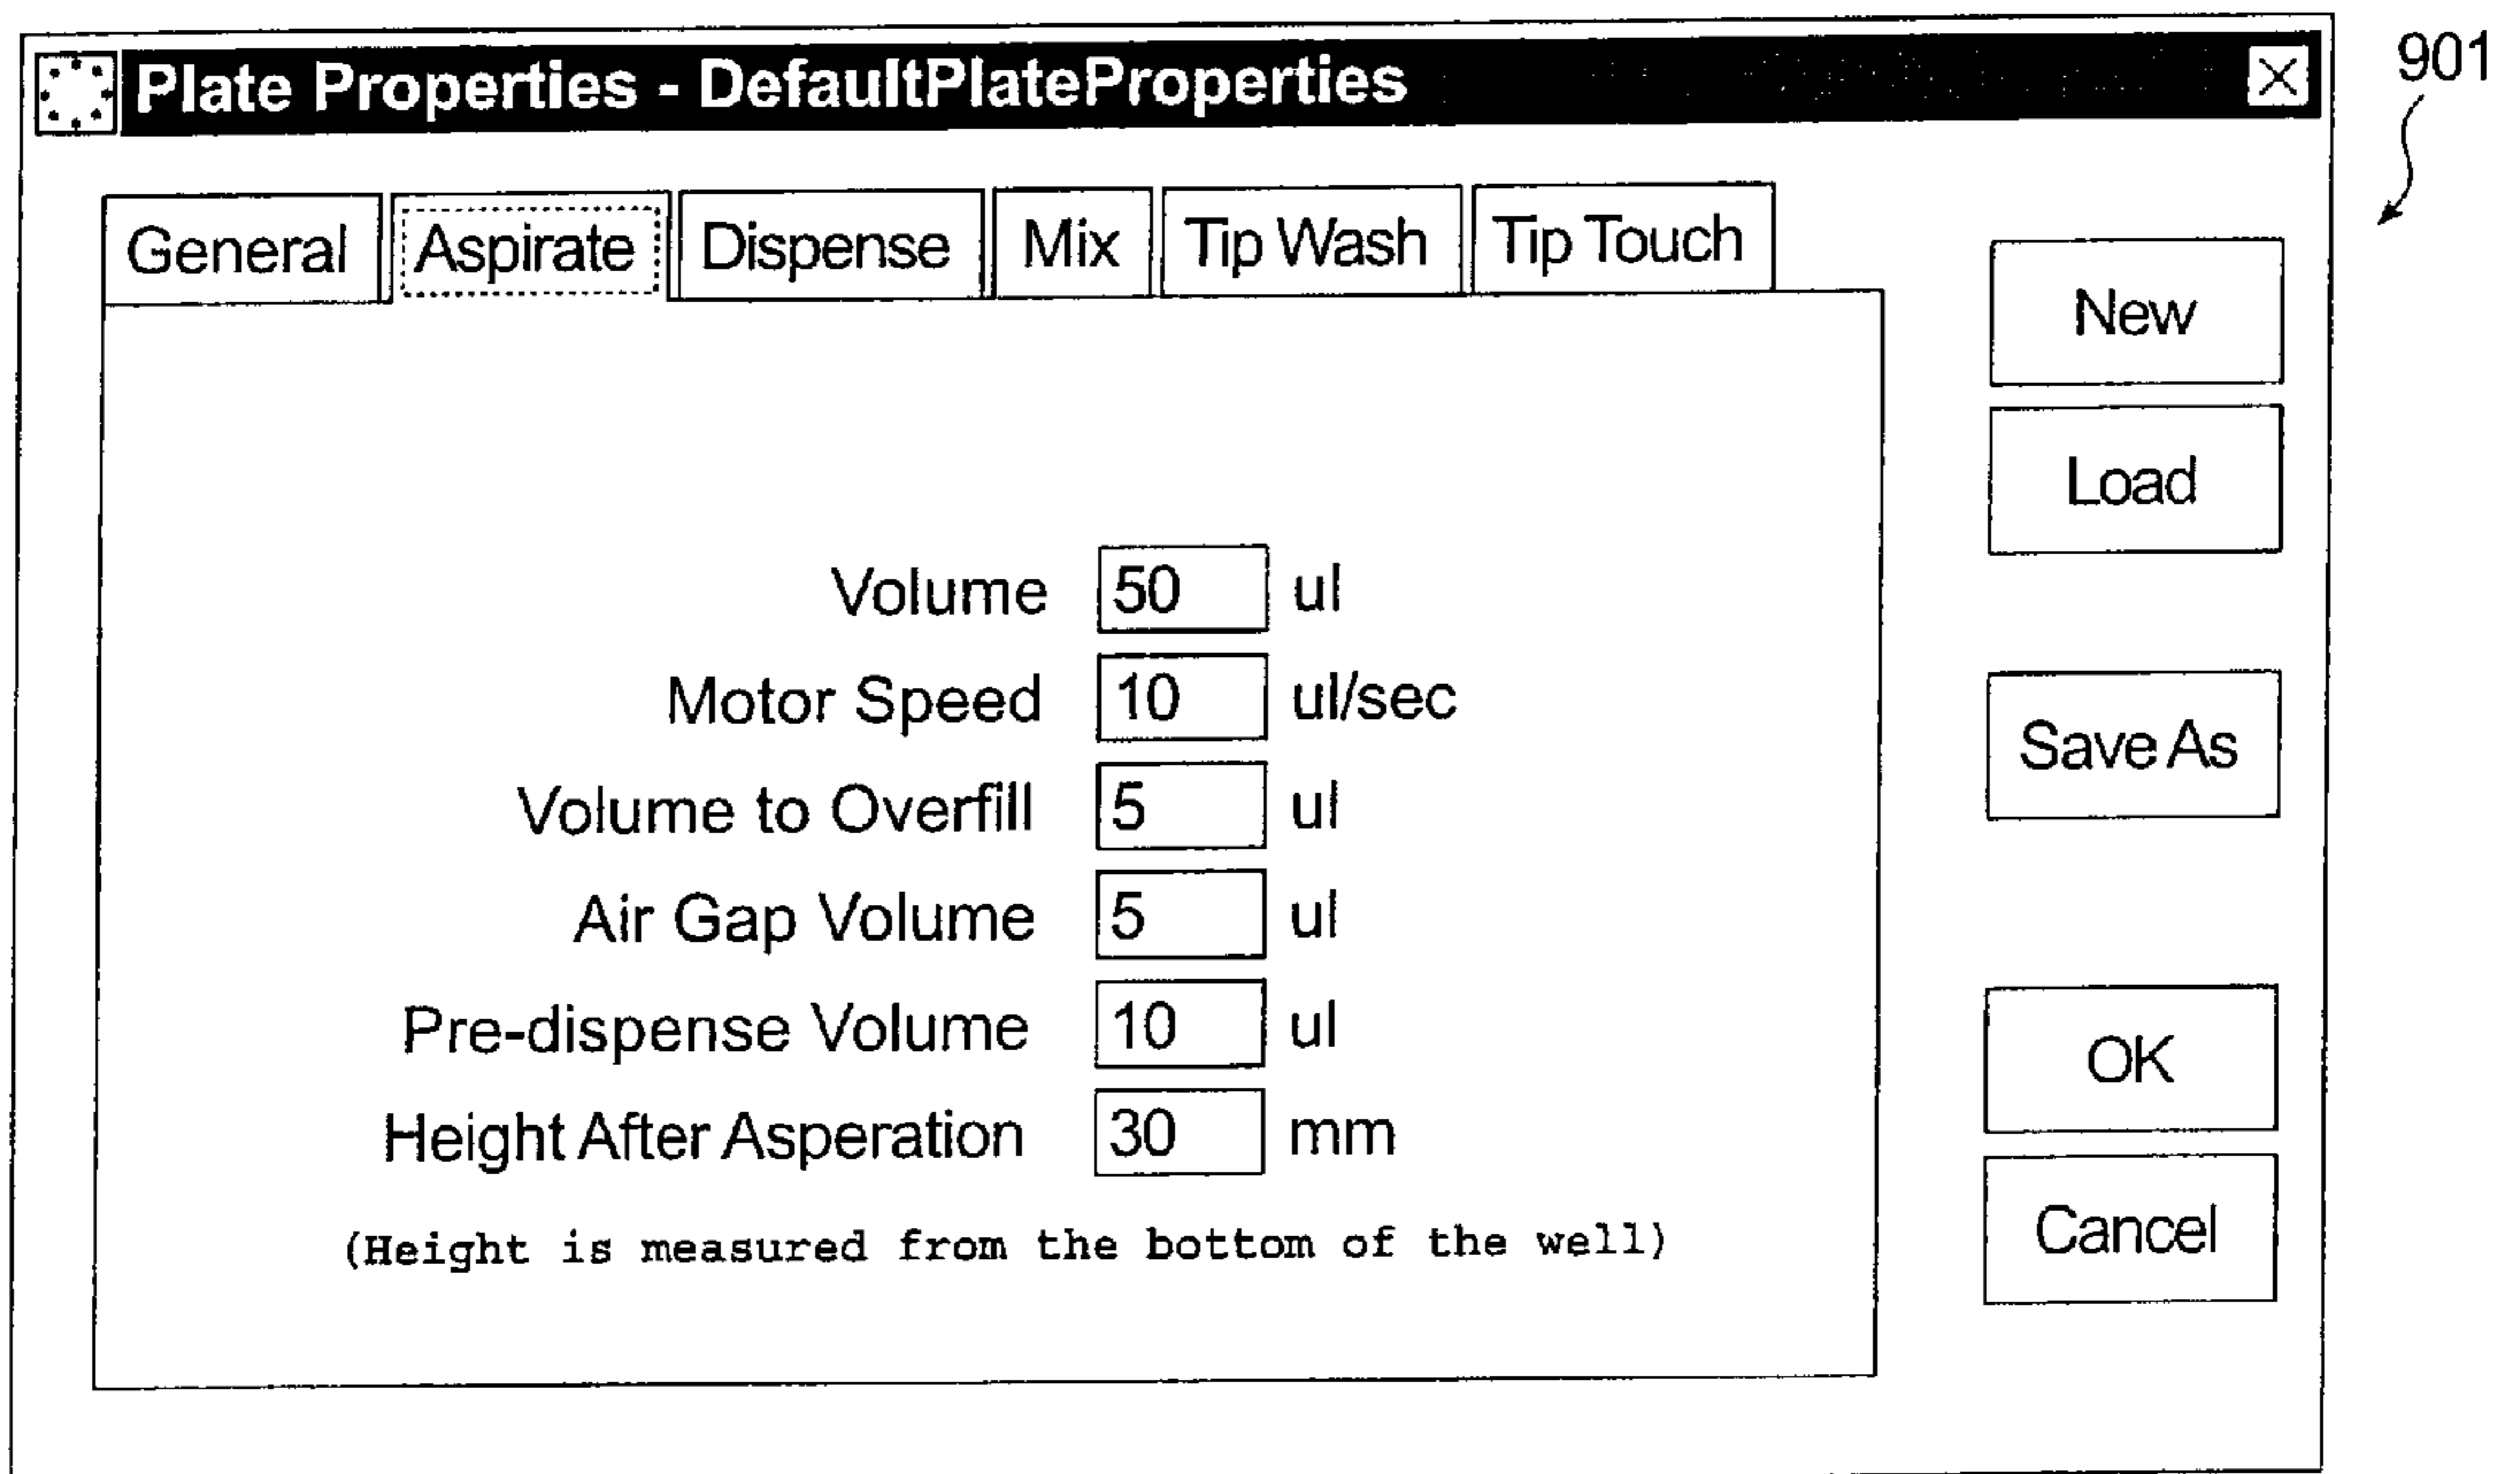 Plate Properties - DefaultPlateProperties
901
General Aspirate Dispense Mix Tip Wash Tip Touch
New
Load
Volume 50 ul
Motor Speed 10 ul/sec
Save As
Volume to Overfill 5 ul
Air Gap Volume 5 ul
Pre-dispense Volume 10 ul
OK
Height After Asperation 30 mm
Cancel
(Height is measured from the bottom of the well)